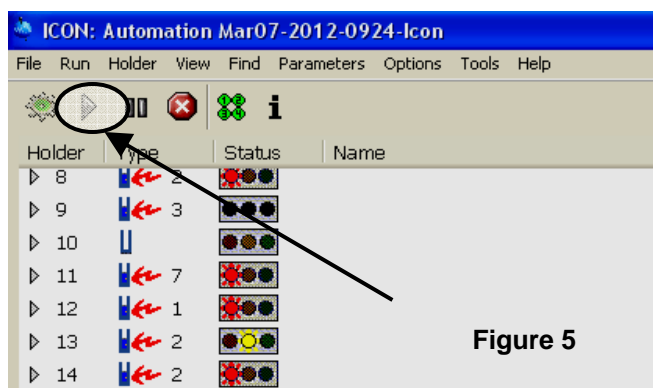 ICON: Automation Mar07-2012-0924-Icon
File Run Holder View Find Parameters Options Tools Help
i
Holder Type Status Name
8 2
9 3
10
11 7
12 1
13 2
14 2
Figure 5